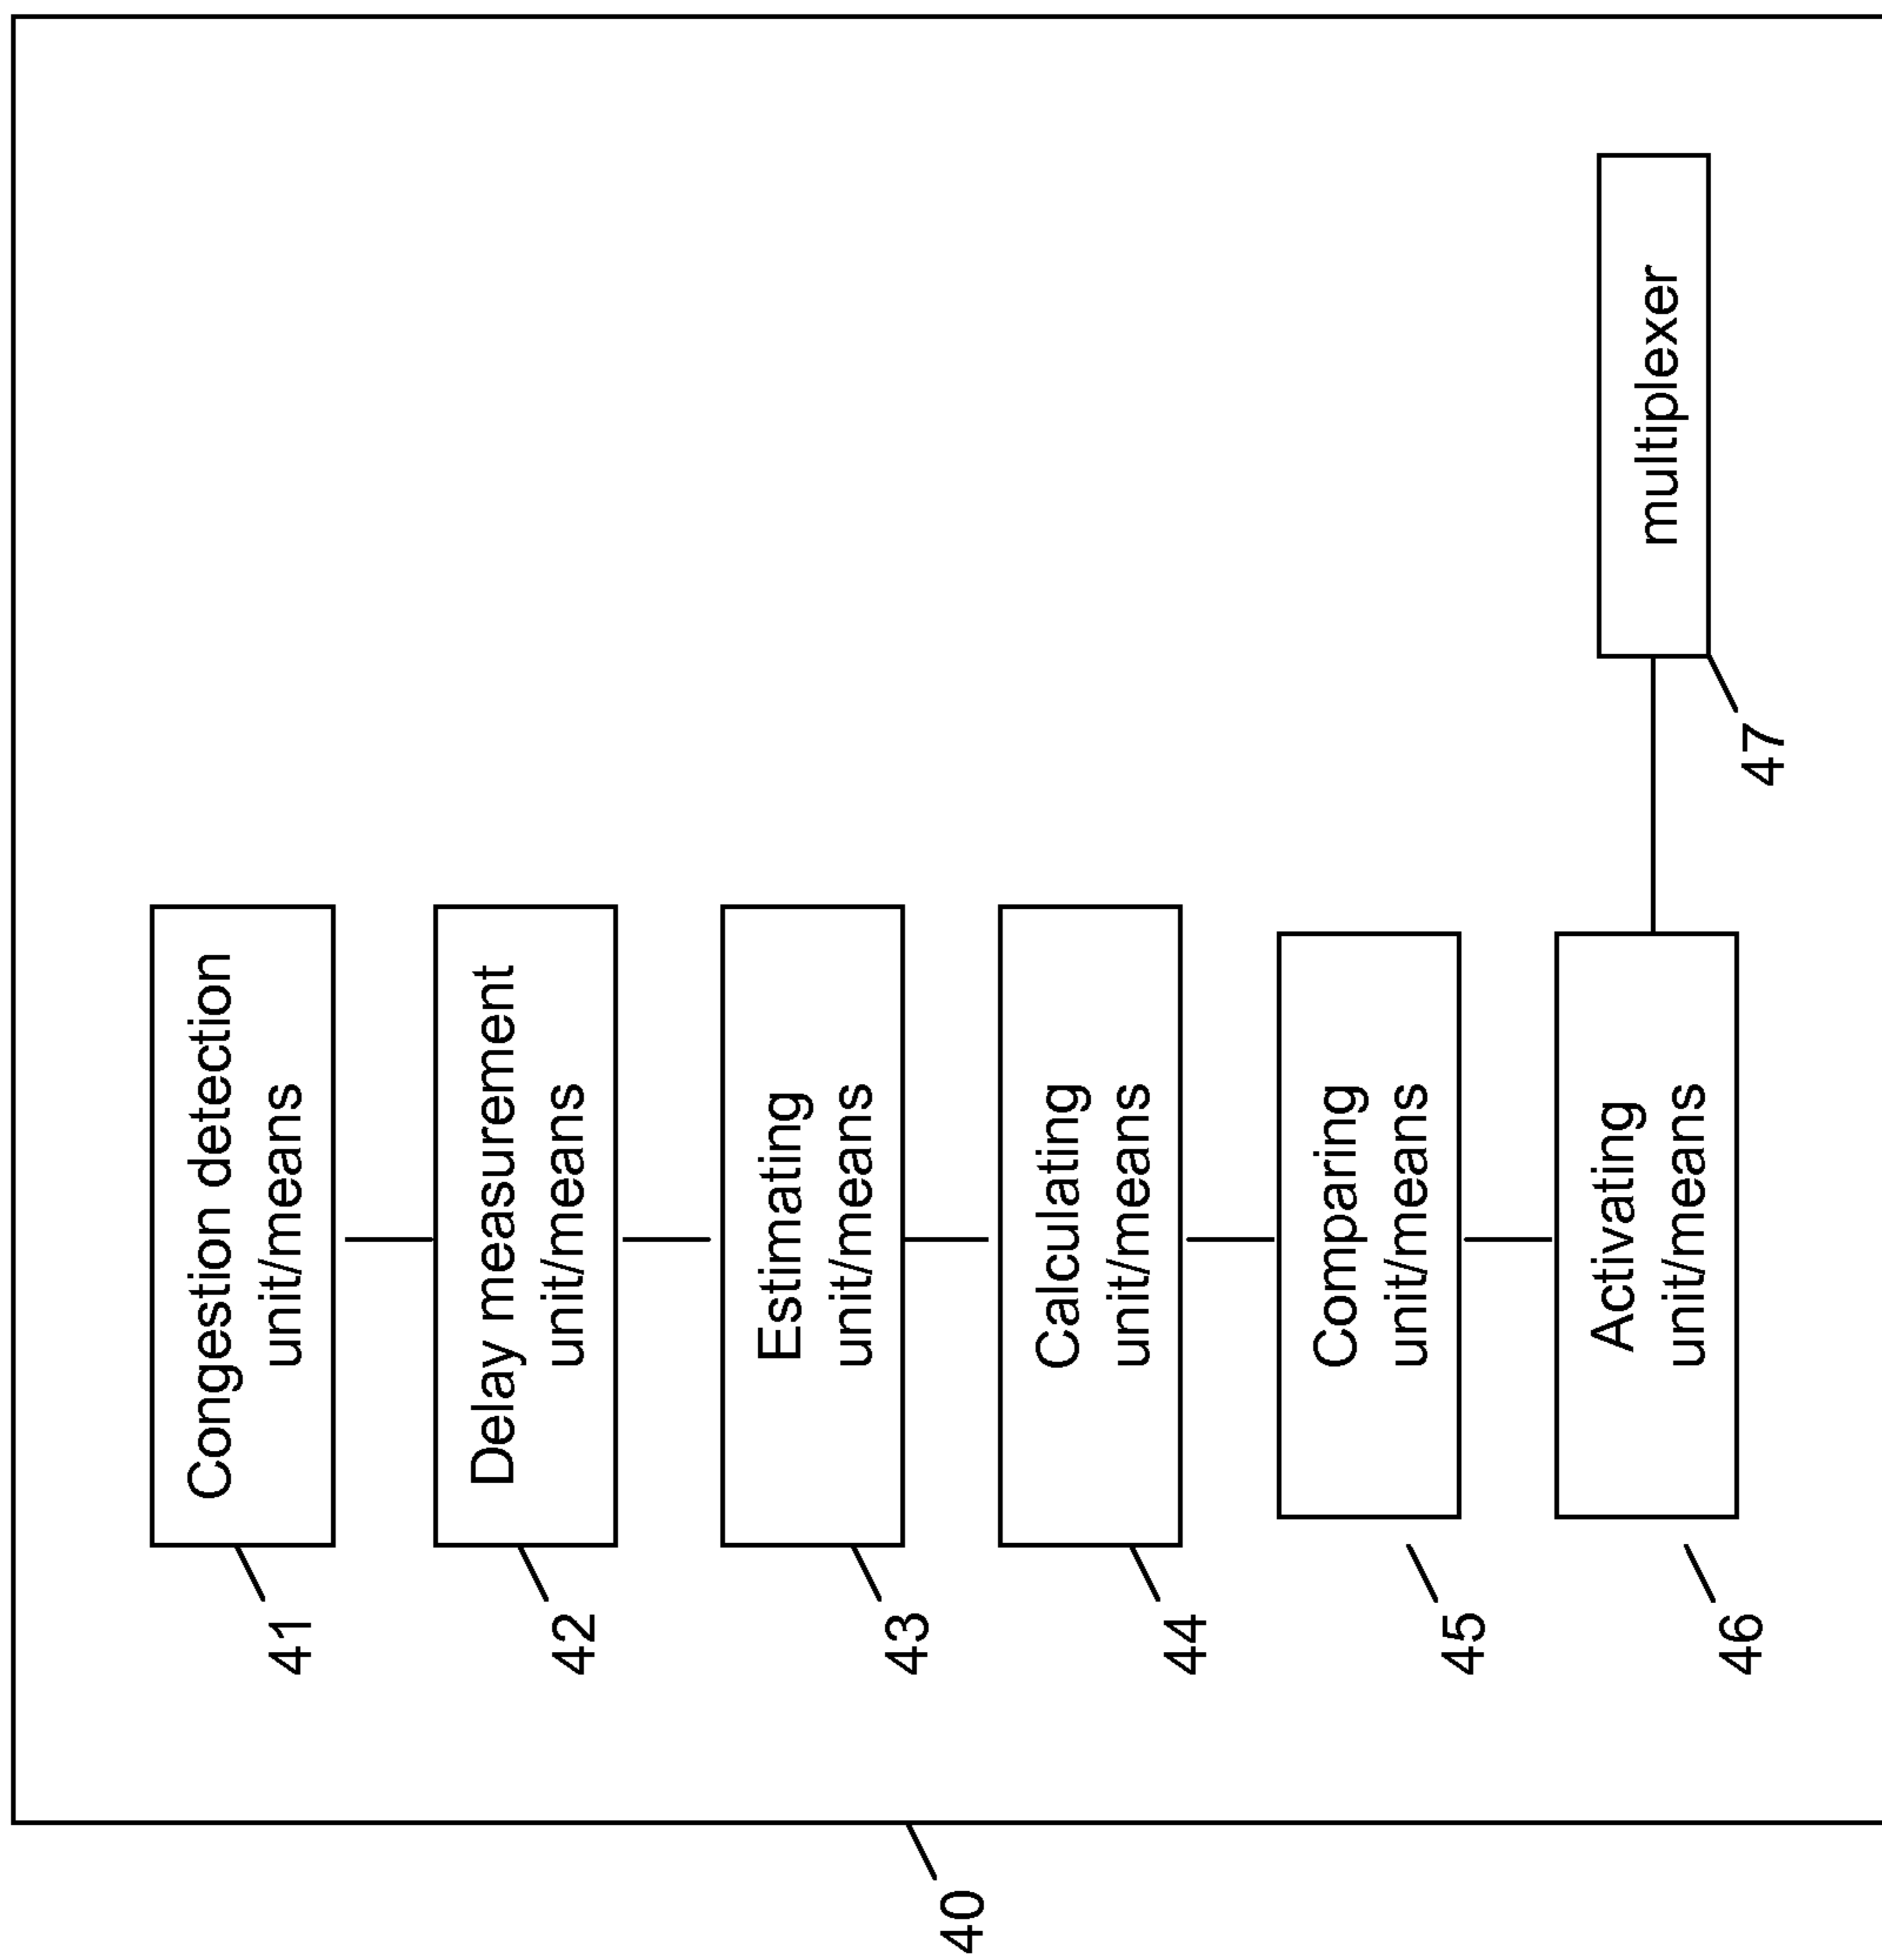 40
41
Congestion detection
unit/means
42
Delay measurement
unit/means
43
Estimating
unit/means
44
Calculating
unit/means
45
Comparing
unit/means
46
Activating
unit/means
47
multiplexer